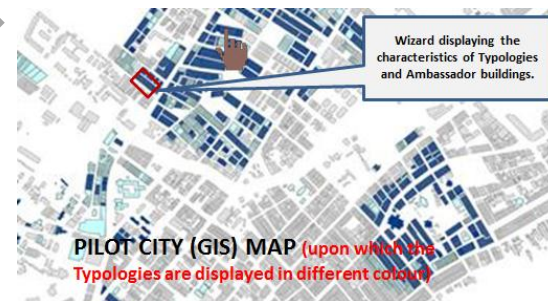 Wizard displaying the
characteristics of Typologies
and Ambassador buildings.
PILOT CITY (GIS) MAP (upon which the
Typologies are displayed in different colour)